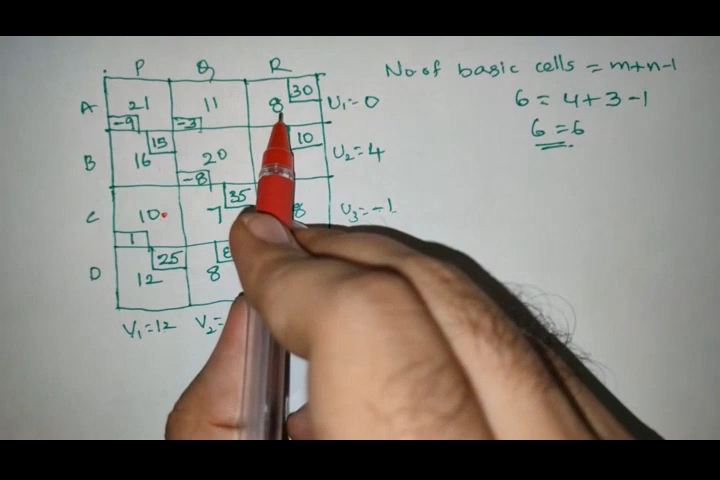 P Q R
No of basic cells = m+n-1
A 21 -9 11 -3 8 30 U1=0
6 = 4+3-1
6 = 6
B 16 15 20 -8 10 U2=4
C 10 1 7 35 8 U3=-1
D 12 25 8
V1=12 V2=